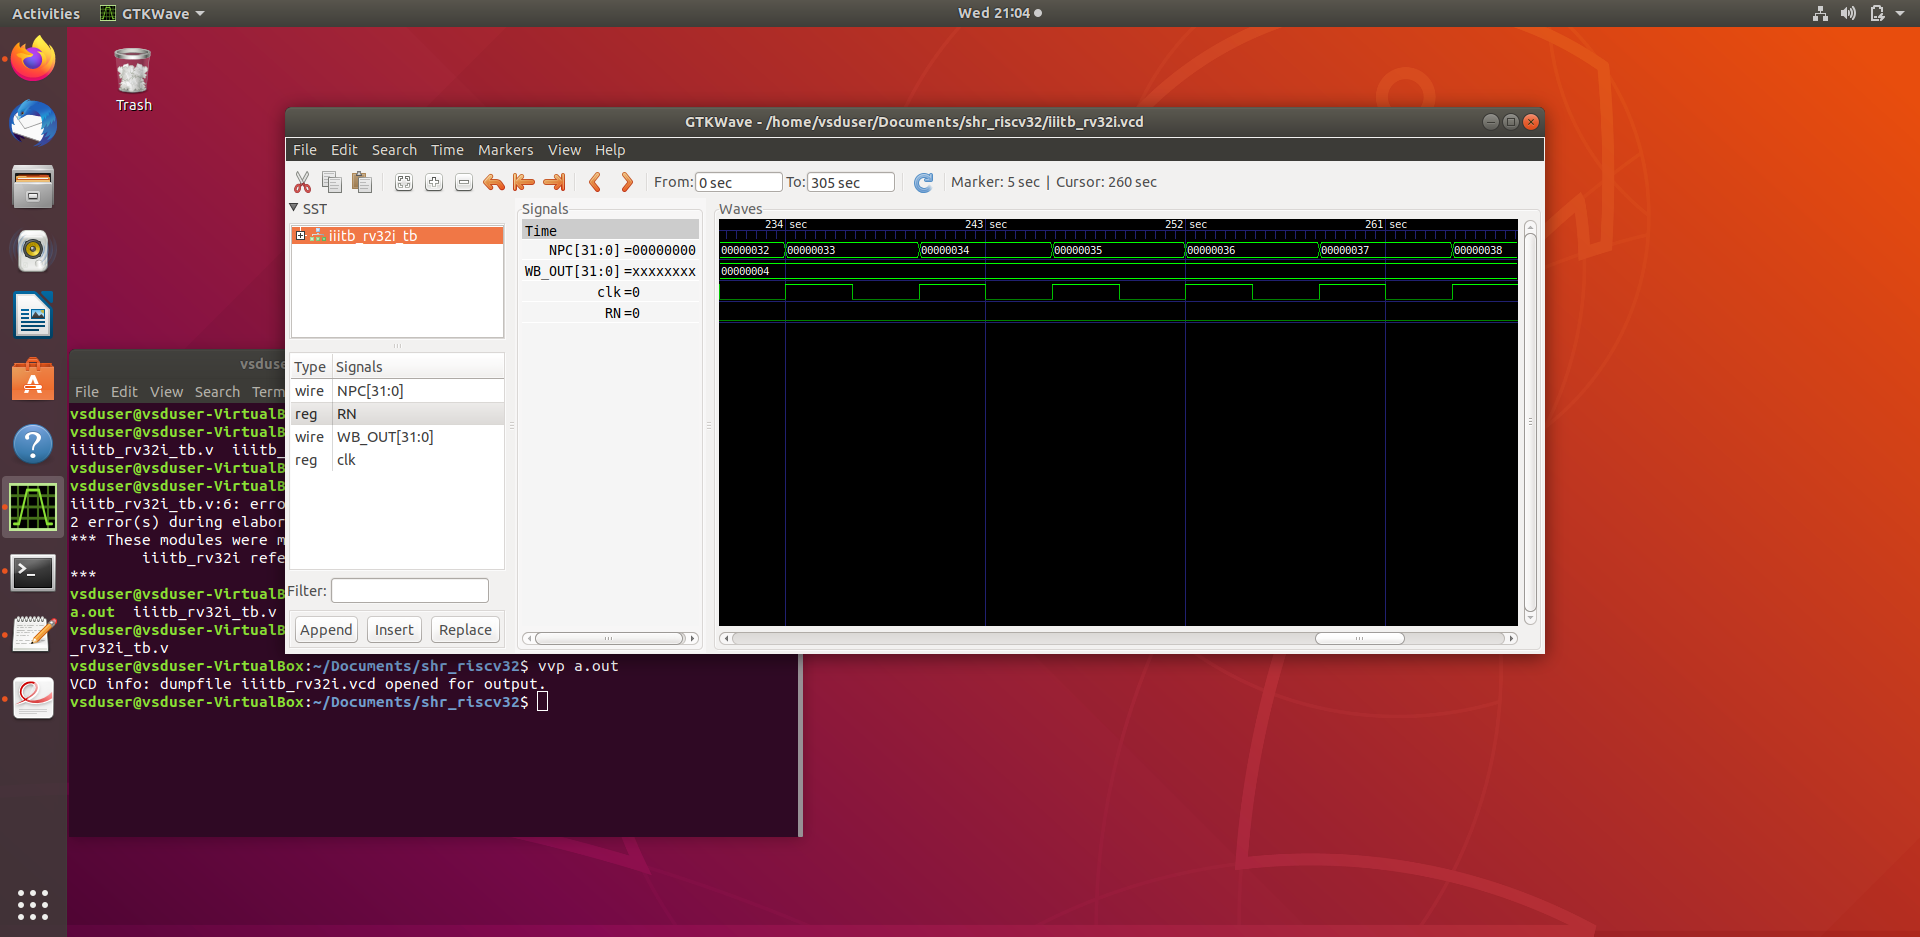 Activities GTKWave Wed 21:04
Trash
GTKWave - /home/vsduser/Documents/shr_riscv32/iiitb_rv32i.vcd
File Edit Search Time Markers View Help
From: 0 sec To: 305 sec Marker: 5 sec | Cursor: 260 sec
SST
iiitb_rv32i_tb
Type Signals
wire NPC[31:0]
reg RN
wire WB_OUT[31:0]
reg clk
Filter:
Append Insert Replace
Signals
Time
NPC[31:0] =00000000
WB_OUT[31:0] =xxxxxxxx
clk =0
RN =0
Waves
234 sec 243 sec 252 sec 261 sec
00000032 00000033 00000034 00000035 00000036 00000037 00000038
00000004
File Edit View Search
vsduser@vsduser-VirtualB
vsduser@vsduser-VirtualB
iiitb_rv32i_tb.v iiitb_
vsduser@vsduser-VirtualB
vsduser@vsduser-VirtualB
iiitb_rv32i_tb.v:6: erro
2 error(s) during elabor
*** These modules were m
iiitb_rv32i refe
***
vsduser@vsduser-VirtualB
a.out iiitb_rv32i_tb.v
vsduser@vsduser-VirtualB
_rv32i_tb.v
vsduser@vsduser-VirtualBox:~/Documents/shr_riscv32$ vvp a.out
VCD info: dumpfile iiitb_rv32i.vcd opened for output.
vsduser@vsduser-VirtualBox:~/Documents/shr_riscv32$